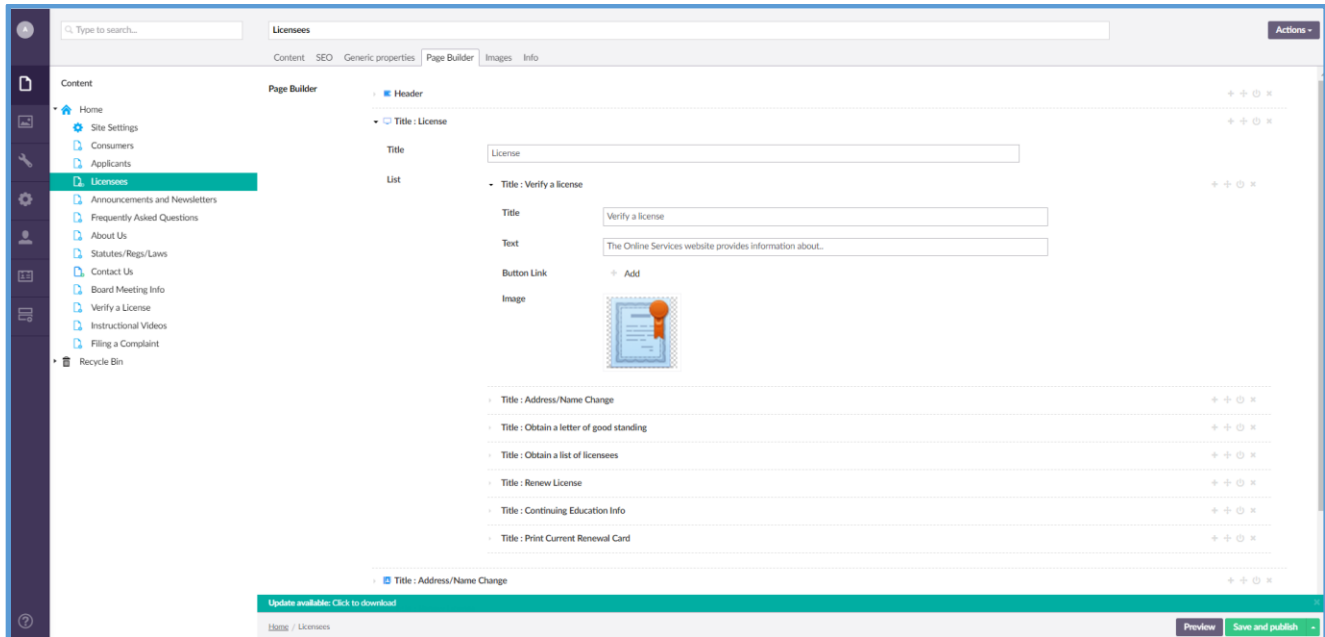 A
Type to search...
Licensees
Actions
Content SEO Generic properties Page Builder Images Info
Content
Home
Site Settings
Consumers
Applicants
Licensees
Announcements and Newsletters
Frequently Asked Questions
About Us
Statutes/Regs/Laws
Contact Us
Board Meeting Info
Verify a License
Instructional Videos
Filing a Complaint
Recycle Bin
Page Builder
Header
Title : License
Title
License
List
Title : Verify a license
Title
Verify a license
Text
The Online Services website provides information about..
Button Link
Add
Image
Title : Address/Name Change
Title : Obtain a letter of good standing
Title : Obtain a list of licensees
Title : Renew License
Title : Continuing Education Info
Title : Print Current Renewal Card
Title : Address/Name Change
Update available: Click to download
Home / Licensees
Preview
Save and publish